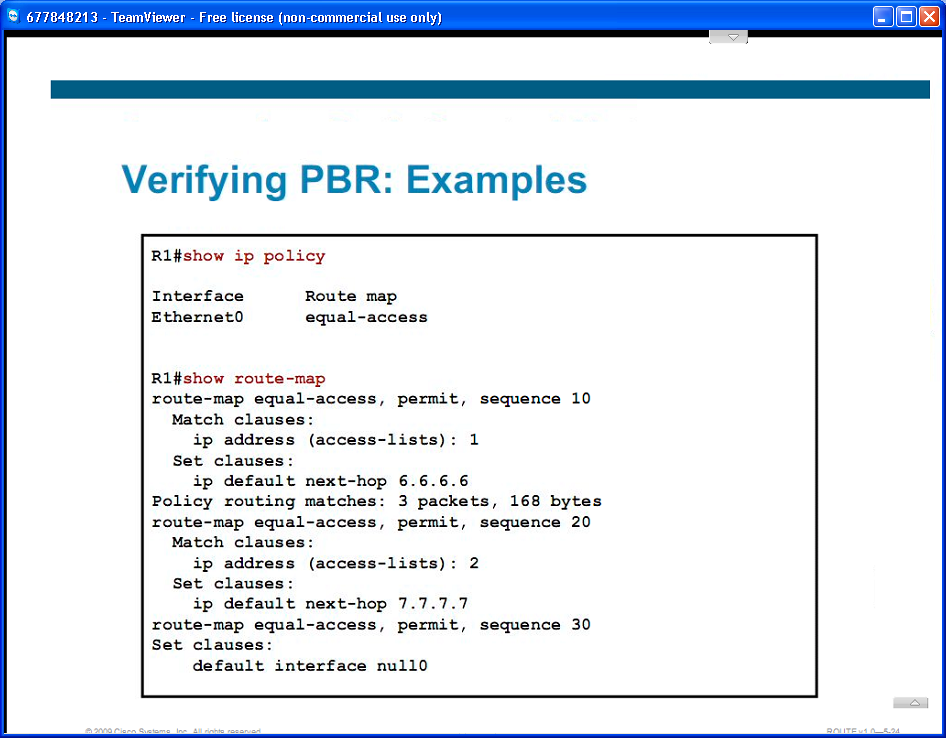 677848213 - TeamViewer - Free license (non-commercial use only)
Verifying PBR: Examples
R1#show ip policy
Interface      Route map
Ethernet0      equal-access
R1#show route-map
route-map equal-access, permit, sequence 10
  Match clauses:
    ip address (access-lists): 1
  Set clauses:
    ip default next-hop 6.6.6.6
Policy routing matches: 3 packets, 168 bytes
route-map equal-access, permit, sequence 20
  Match clauses:
    ip address (access-lists): 2
  Set clauses:
    ip default next-hop 7.7.7.7
route-map equal-access, permit, sequence 30
Set clauses:
    default interface null0
© 2009 Cisco Systems, Inc. All rights reserved.
ROUTE v1.0—5-24